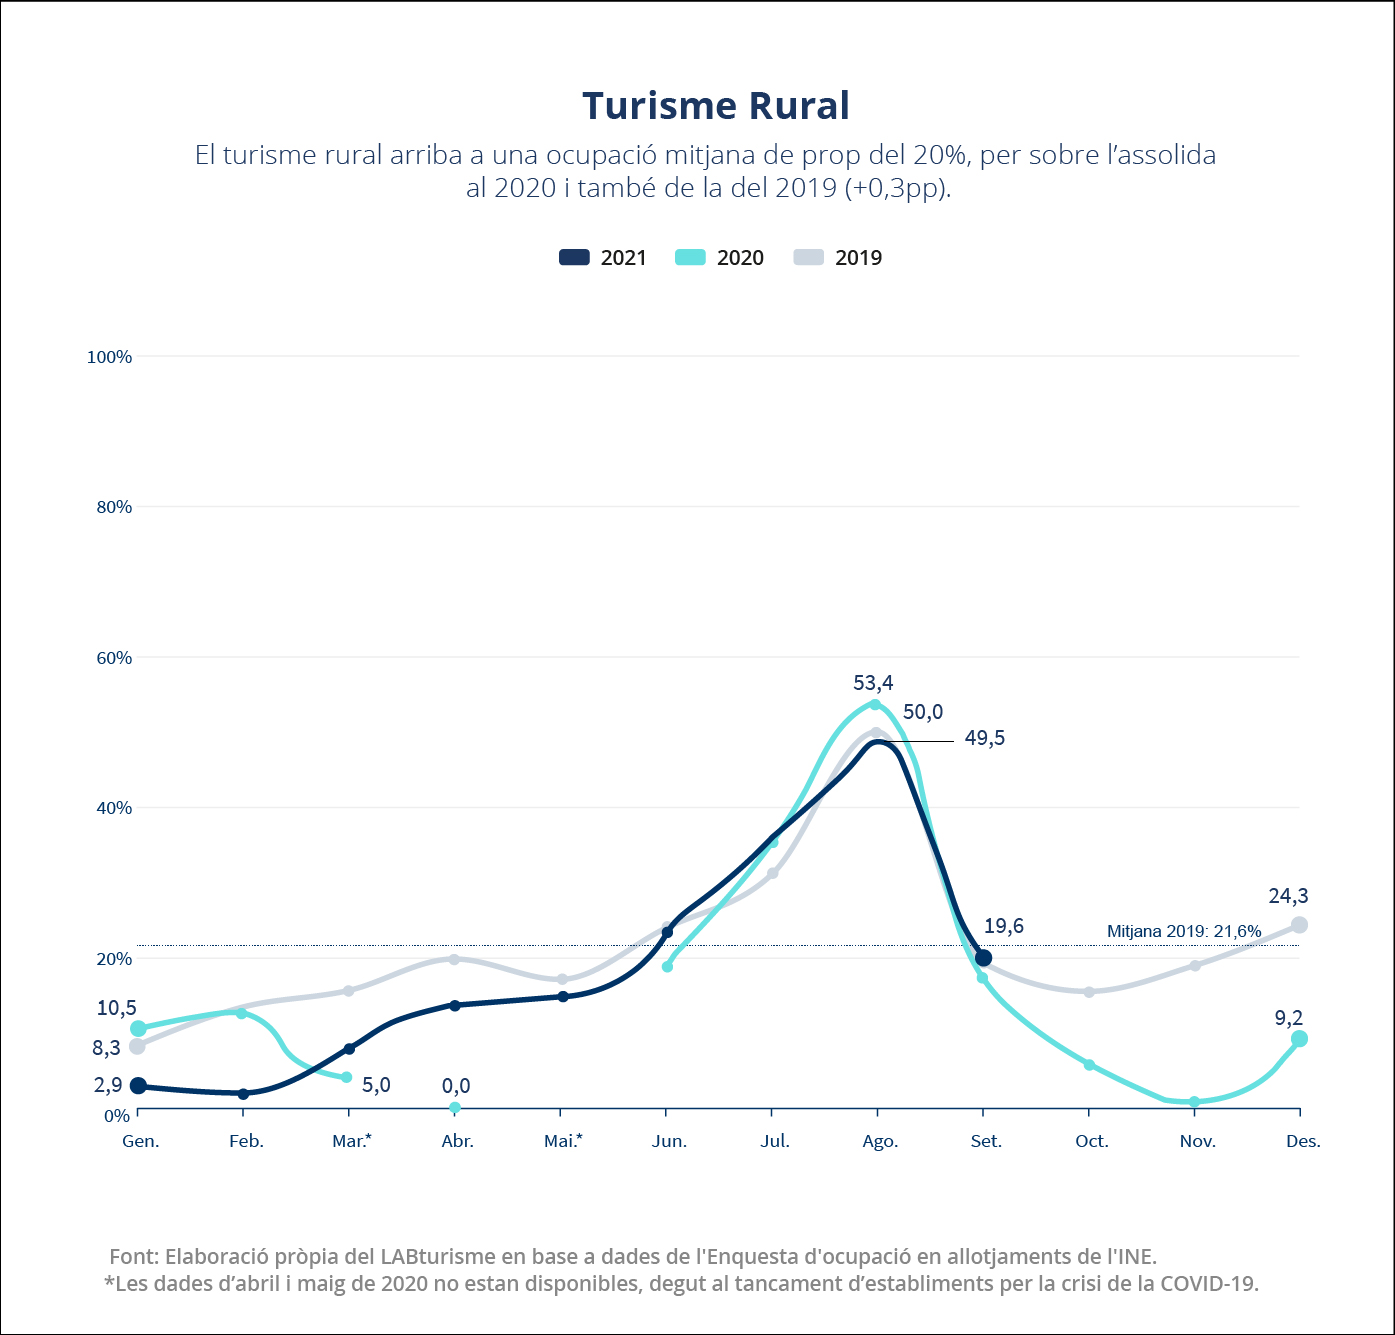 Turisme Rural
El turisme rural arriba a una ocupació mitjana de prop del 20%, per sobre l’assolida
al 2020 i també de la del 2019 (+0,3pp).
2021 2020 2019
100%
80%
60%
53,4
50,0
49,5
40%
24,3
19,6
Mitjana 2019: 21,6%
20%
10,5
9,2
8,3
2,9
5,0
0,0
0%
Gen. Feb. Mar.* Abr. Mai.* Jun. Jul. Ago. Set. Oct. Nov. Des.
Font: Elaboració pròpia del LABturisme en base a dades de l'Enquesta d'ocupació en allotjaments de l'INE.
*Les dades d’abril i maig de 2020 no estan disponibles, degut al tancament d’establiments per la crisi de la COVID-19.